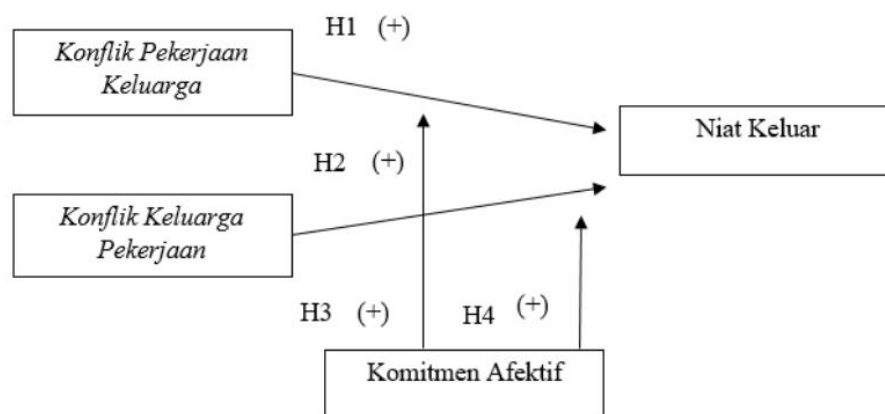 H1 (+)
Konflik Pekerjaan
Keluarga
Niat Keluar
H2 (+)
Konflik Keluarga
Pekerjaan
H3 (+)
H4 (+)
Komitmen Afektif